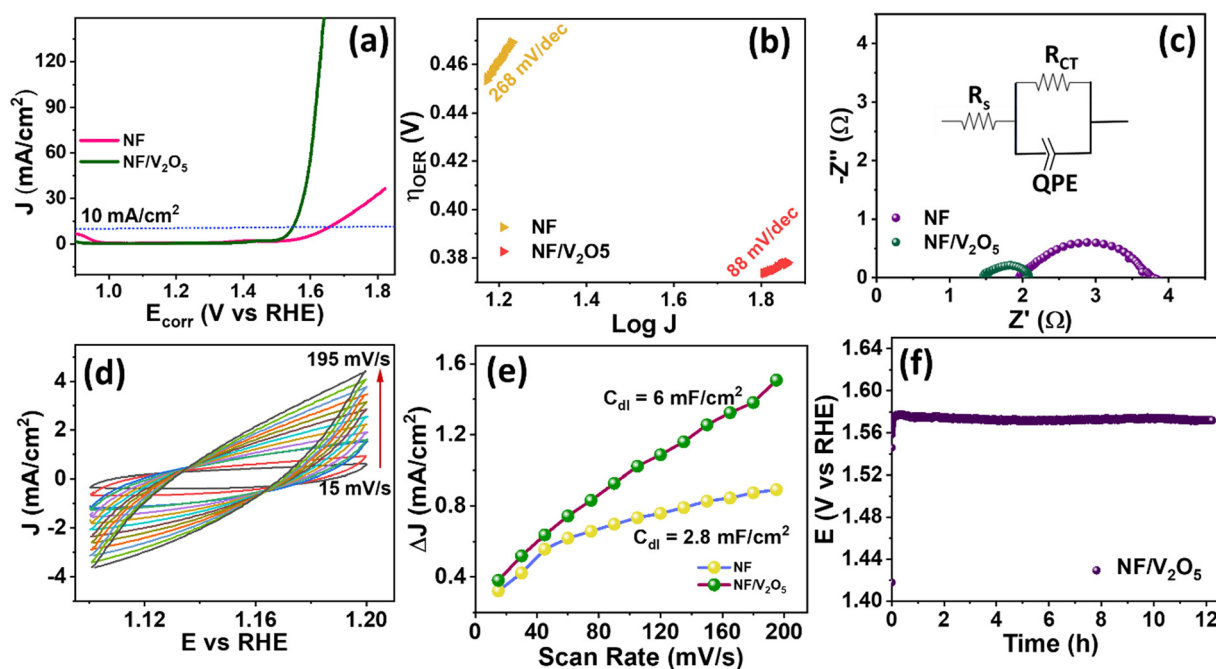 (a)
J (mA/cm²)
120
90
60
30
0
NF
NF/V₂O₅
10 mA/cm²
1.0
1.2
1.4
1.6
1.8
E_corr (V vs RHE)
(b)
η_OER (V)
0.46
0.44
0.42
0.40
0.38
268 mV/dec
NF
NF/V₂O5
88 mV/dec
1.2
1.4
1.6
1.8
Log J
(c)
-Z'' (Ω)
4
3
2
1
0
R_CT
R_s
QPE
NF
NF/V₂O₅
0
1
2
3
4
Z' (Ω)
(d)
J (mA/cm²)
4
2
0
-2
-4
195 mV/s
15 mV/s
1.12
1.16
1.20
E vs RHE
(e)
ΔJ (mA/cm²)
1.6
1.2
0.8
0.4
C_dl = 6 mF/cm²
C_dl = 2.8 mF/cm²
NF
NF/V₂O₅
0
40
80
120
160
200
Scan Rate (mV/s)
(f)
E (V vs RHE)
1.64
1.60
1.56
1.52
1.48
1.44
1.40
NF/V₂O₅
0
2
4
6
8
10
12
Time (h)